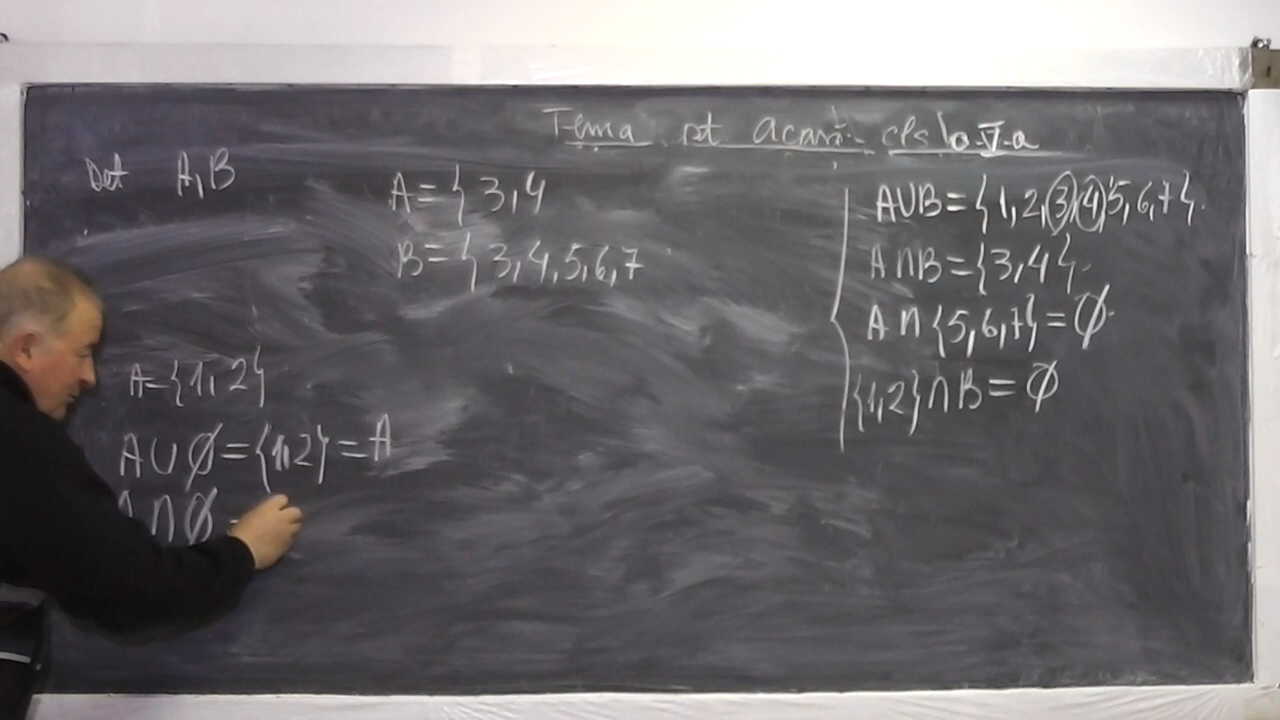 Tema pt acasă cls a V-a
Det A,B
A={3,4
B={3,4,5,6,7
A∪B={1,2,3,4,5,6,7}.
A∩B={3,4}.
A∩{5,6,7}=∅.
{1,2}∩B=∅
A={1,2}
A∪∅={1,2}=A
A∩∅